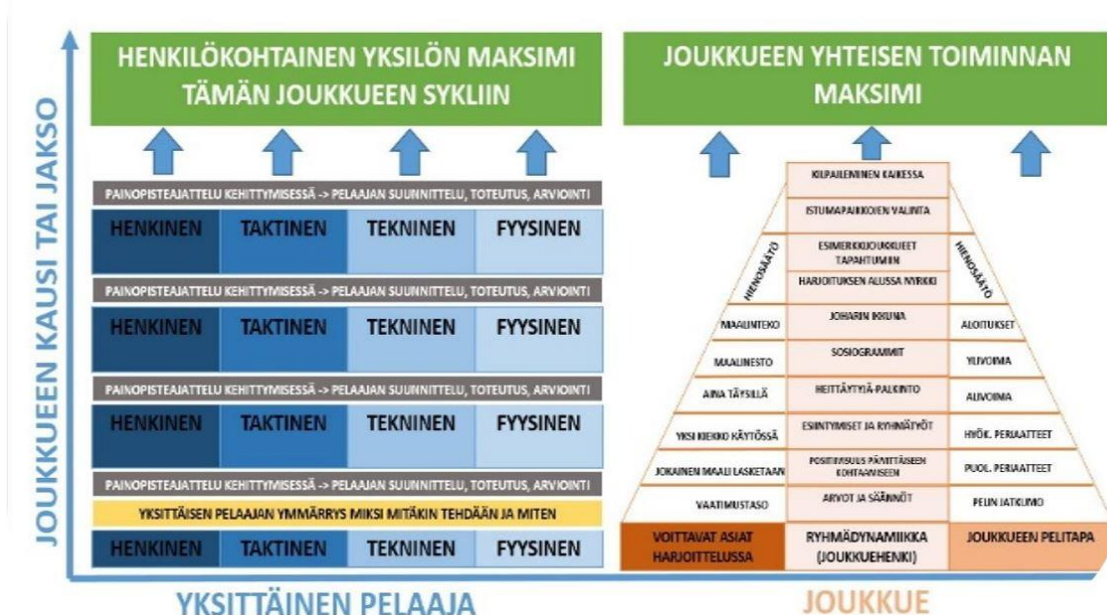 JOUKKUEEN KAUSI TAI JAKSO
HENKILÖKOHTAINEN YKSILÖN MAKSIMI
TÄMÄN JOUKKUEEN SYKLIIN
PAINOPISTEAJATTELU KEHITTYMISESSÄ -> PELAAJAN SUUNNITTELU, TOTEUTUS, ARVIOINTI
HENKINEN TAKTINEN TEKNINEN FYYSINEN
PAINOPISTEAJATTELU KEHITTYMISESSÄ -> PELAAJAN SUUNNITTELU, TOTEUTUS, ARVIOINTI
HENKINEN TAKTINEN TEKNINEN FYYSINEN
PAINOPISTEAJATTELU KEHITTYMISESSÄ -> PELAAJAN SUUNNITTELU, TOTEUTUS, ARVIOINTI
HENKINEN TAKTINEN TEKNINEN FYYSINEN
PAINOPISTEAJATTELU KEHITTYMISESSÄ -> PELAAJAN SUUNNITTELU, TOTEUTUS, ARVIOINTI
YKSITTÄISEN PELAAJAN YMMÄRRYS MIKSI MITÄKIN TEHDÄÄN JA MITEN
HENKINEN TAKTINEN TEKNINEN FYYSINEN
YKSITTÄINEN PELAAJA
JOUKKUEEN YHTEISEN TOIMINNAN
MAKSIMI
KILPAILEMINEN KAIKESSA
ISTUMAPAIKKOJEN VALINTA
HIENOSÄÄTÖ
ESIMERKKIJOUKKUEET
TAPAHTUMIIN
HIENOSÄÄTÖ
HARJOITUKSEN ALUSSA NYRKKI
MAALINTEKO JOHARIN IKKUNA ALOITUKSET
MAALINESTO SOSIOGRAMMIT YLIVOIMA
AINA TÄYSILLÄ HEITTÄYTYJÄ-PALKINTO ALIVOIMA
YKSI KIEKKO KÄYTÖSSÄ ESIINTYMISET JA RYHMÄTYÖT HYÖK. PERIAATTEET
JOKAINEN MAALI LASKETAAN POSITIIVISUUS PÄIVITTÄISEEN
KOHTAAMISEEN PUOL. PERIAATTEET
VAATIMUSTASO ARVOT JA SÄÄNNÖT PELIN JATKUMO
VOITTAVAT ASIAT
HARJOITTELUSSA
RYHMÄDYNAMIIKKA
(JOUKKUEHENKI)
JOUKKUEEN PELITAPA
JOUKKUE